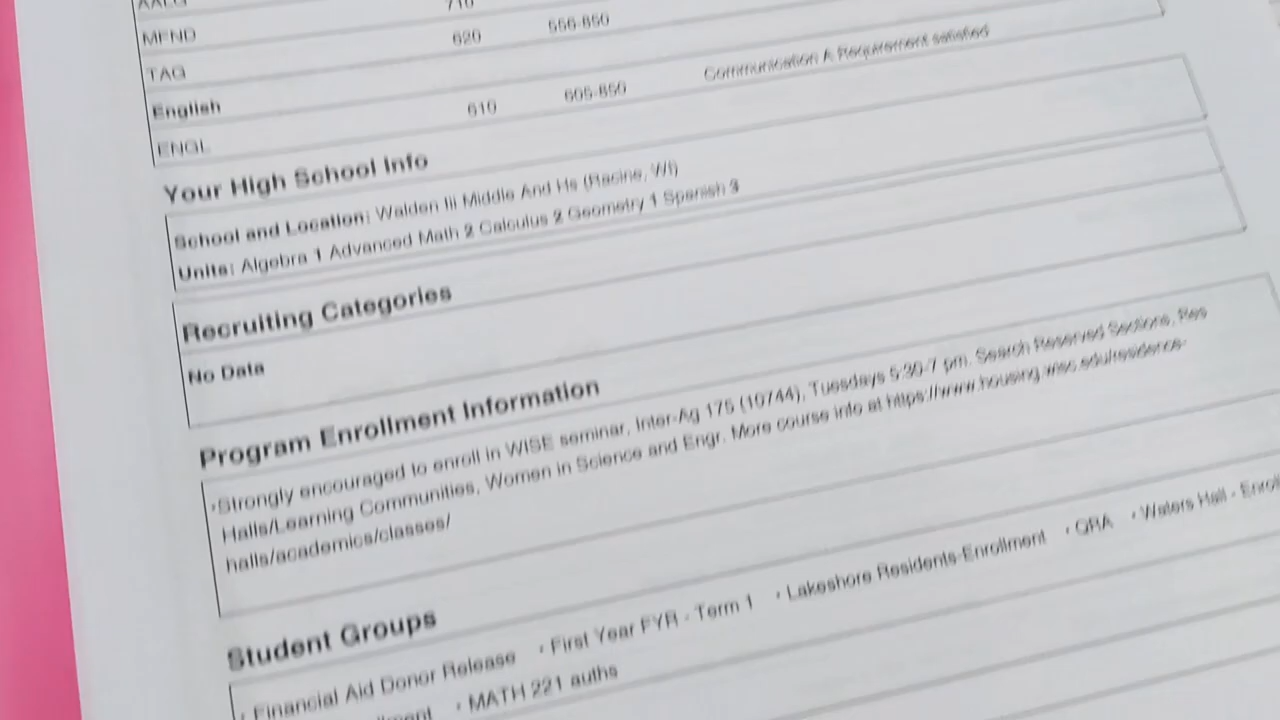 710
MFND 620 556-850
TAG
English
ENGL 610 605-850 Communication A Requirement satisfied
Your High School Info
School and Location: Walden Iii Middle And Hs (Racine, WI)
Units: Algebra 1 Advanced Math 2 Calculus 2 Geometry 1 Spanish 3
Recruiting Categories
No Data
Program Enrollment Information
•Strongly encouraged to enroll in WISE seminar, Inter-Ag 175 (10744), Tuesdays 5:30-7 pm. Search Reserved Sections, Res
Halls/Learning Communities, Women in Science and Engr. More course info at https://www.housing.wisc.edu/residence-
halls/academics/classes/
Student Groups
• Financial Aid Donor Release • First Year FYR - Term 1 • Lakeshore Residents-Enrollment • GRA • Waters Hall - Enroll
• MATH 221 auths